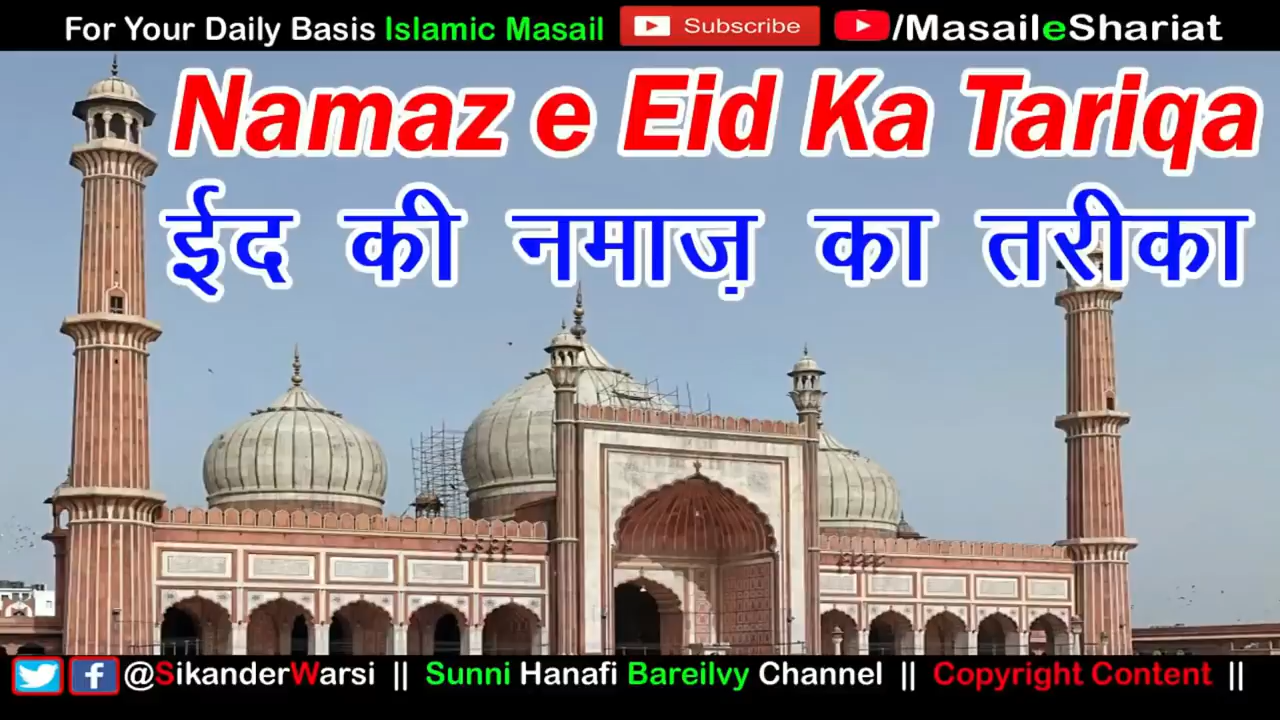 For Your Daily Basis Islamic Masail Subscribe /MasaileShariat
Namaz e Eid Ka Tariqa
ईद की नमाज़ का तरीका
@SikanderWarsi || Sunni Hanafi Bareilvy Channel || Copyright Content ||